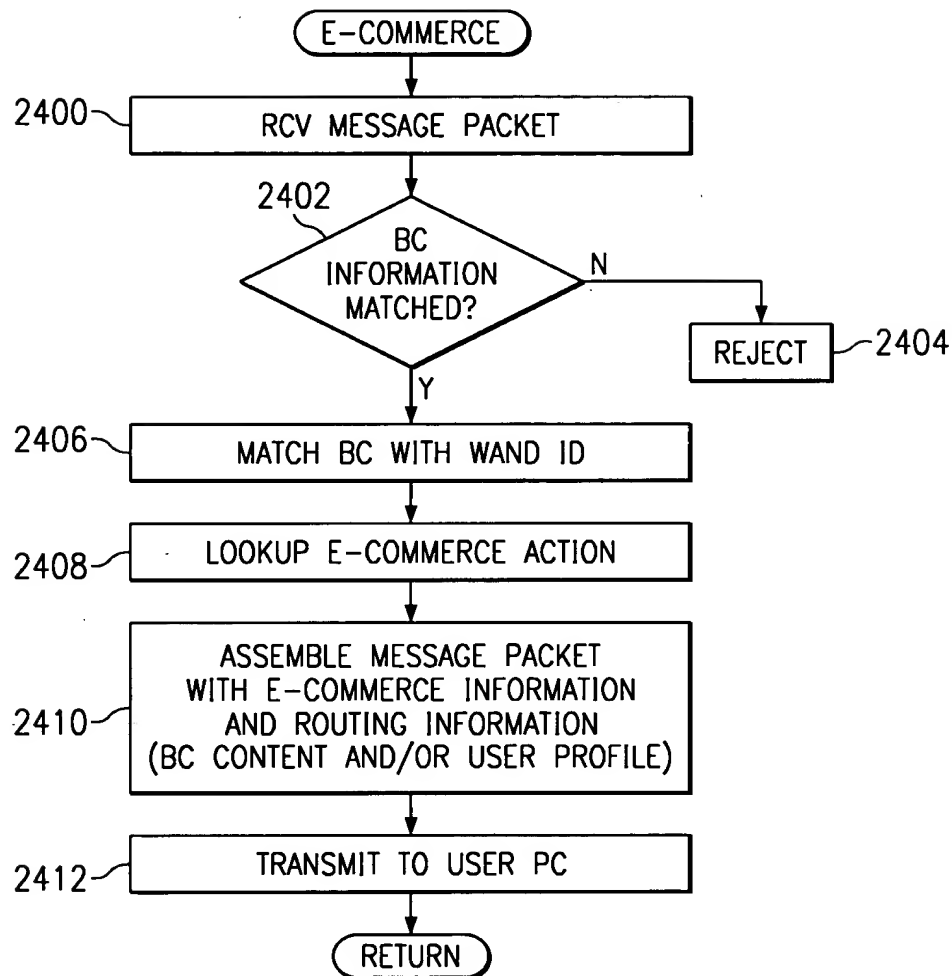 E-COMMERCE
2400
RCV MESSAGE PACKET
2402
BC
INFORMATION
MATCHED?
N
REJECT
2404
Y
2406
MATCH BC WITH WAND ID
2408
LOOKUP E-COMMERCE ACTION
2410
ASSEMBLE MESSAGE PACKET
WITH E-COMMERCE INFORMATION
AND ROUTING INFORMATION
(BC CONTENT AND/OR USER PROFILE)
2412
TRANSMIT TO USER PC
RETURN